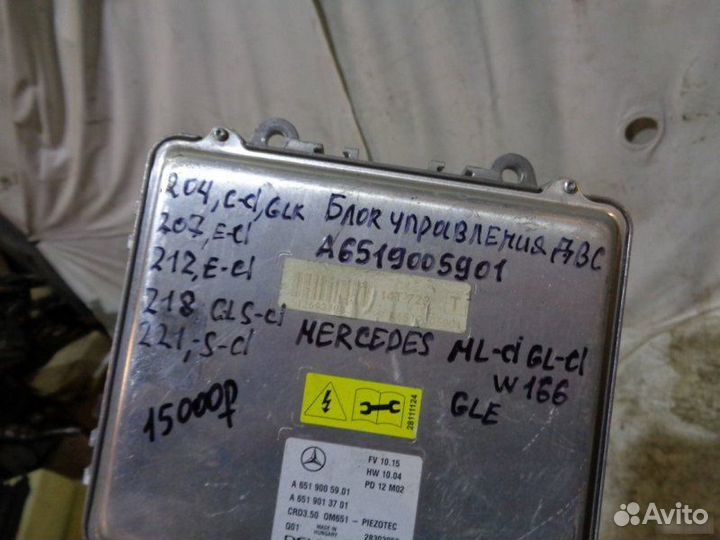 204, C-cl, GLK
207, E-cl
212, E-cl
218 CLS-cl
221,-S-cl
15000р
Блок управления ДВС
A6519005901
MERCEDES ML-cl GL-cl
W166
GLE
28111124
FV 10.15
HW 10.04
PD 12 M02
A 651 900 59 01
A 651 901 37 01
CRD3.50 OM651 - PIEZOTEC
Q01 MADE IN HUNGARY
Avito